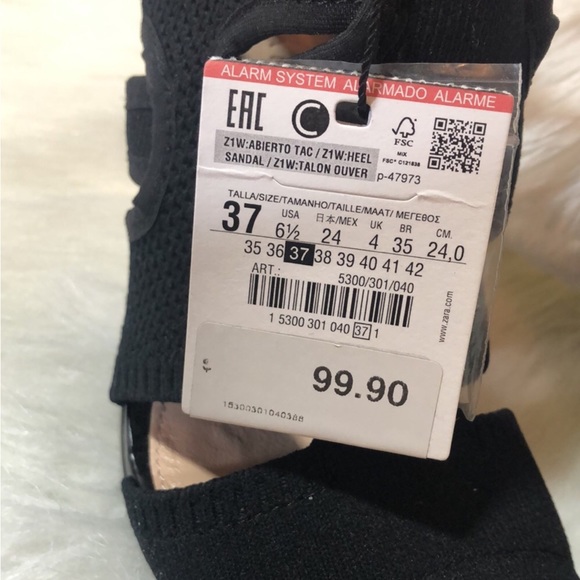 ALARM SYSTEM ALARMADO ALARME
EAC
C
FSC
MIX
FSC® C121836
Z1W:ABIERTO TAC / Z1W:HEEL
SANDAL / Z1W:TALON OUVER
p-47973
TALLA/SIZE/TAMANHO/TAILLE/MAAT/ ΜΕΓΕΘΟΣ
USA 日本/MEX UK BR CM.
37 6½ 24 4 35 24,0
35 36 37 38 39 40 41 42
ART.:
5300/301/040
1 5300 301 040 37 1
www.zara.com
99.90